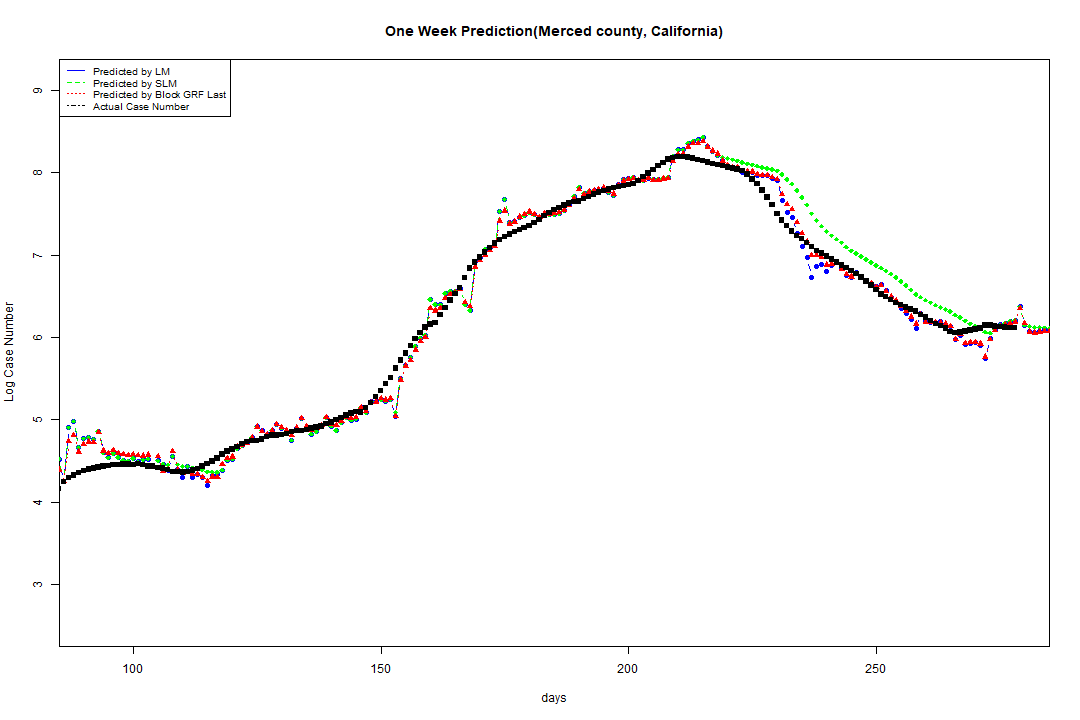 One Week Prediction(Merced county, California)
Predicted by LM
Predicted by SLM
Predicted by Block GRF Last
Actual Case Number
9
8
7
6
5
4
3
Log Case Number
100 150 200 250
days